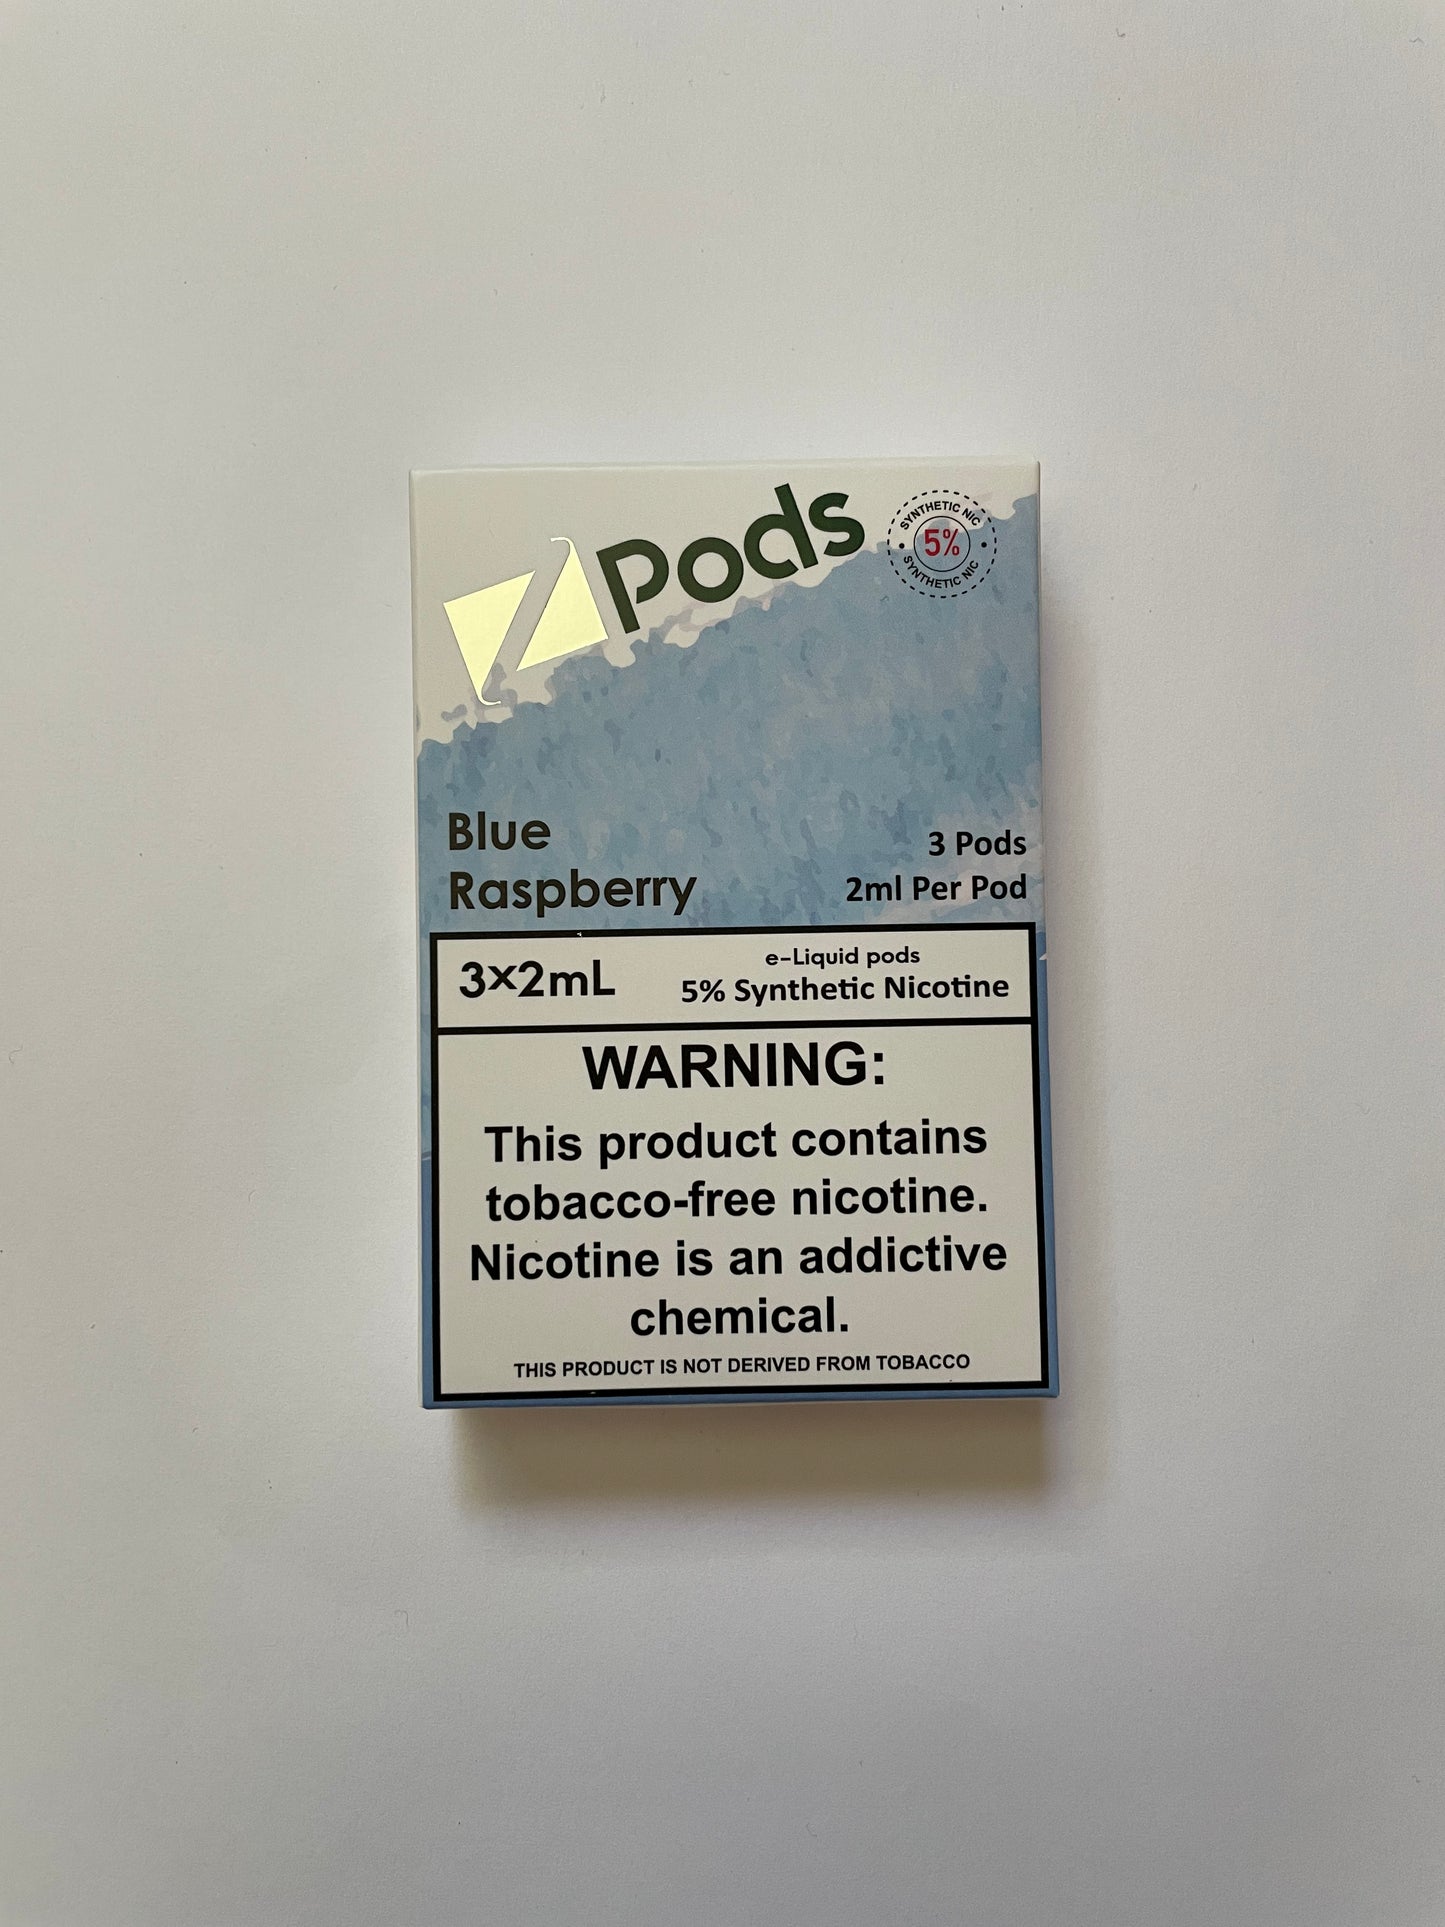 Z Pods
SYNTHETIC NIC
5%
SYNTHETIC NIC
Blue
Raspberry
3 Pods
2ml Per Pod
3×2mL
e-Liquid pods
5% Synthetic Nicotine
WARNING:
This product contains
tobacco-free nicotine.
Nicotine is an addictive
chemical.
THIS PRODUCT IS NOT DERIVED FROM TOBACCO